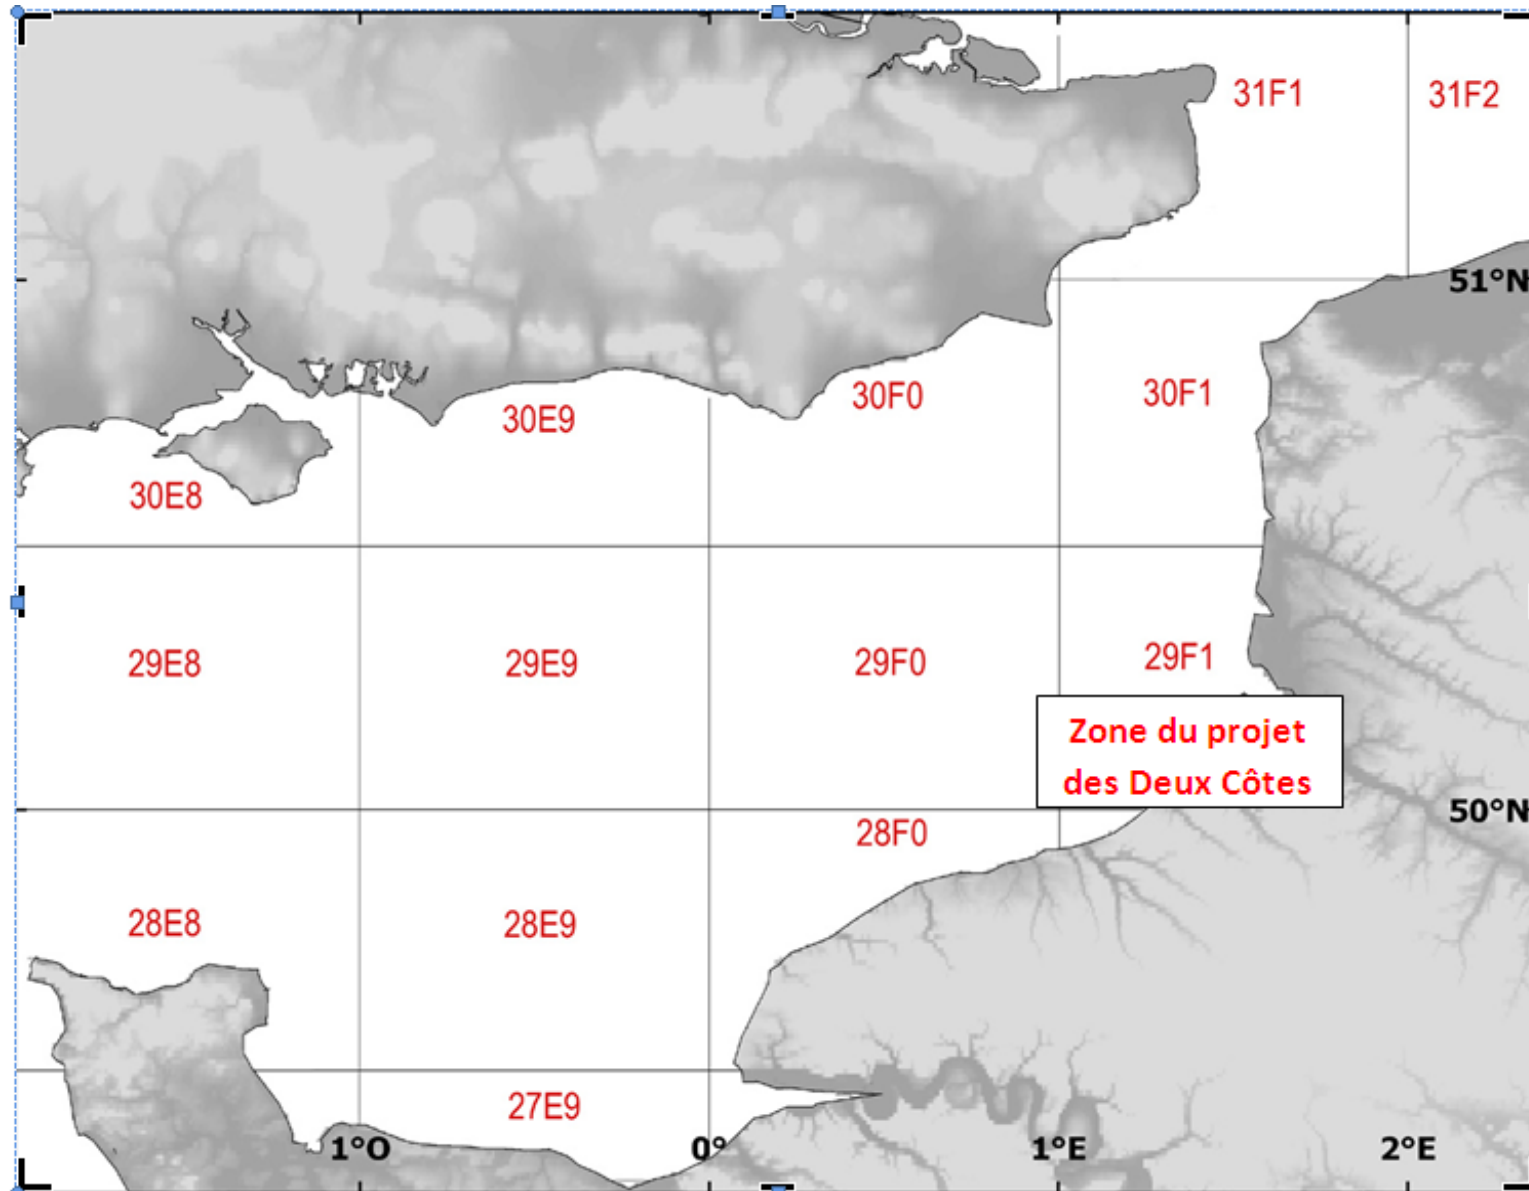 31F1
31F2
51°N
30E9
30F0
30F1
30E8
29E8
29E9
29F0
29F1
Zone du projet
des Deux Côtes
50°N
28F0
28E8
28E9
27E9
1°O
0°
1°E
2°E